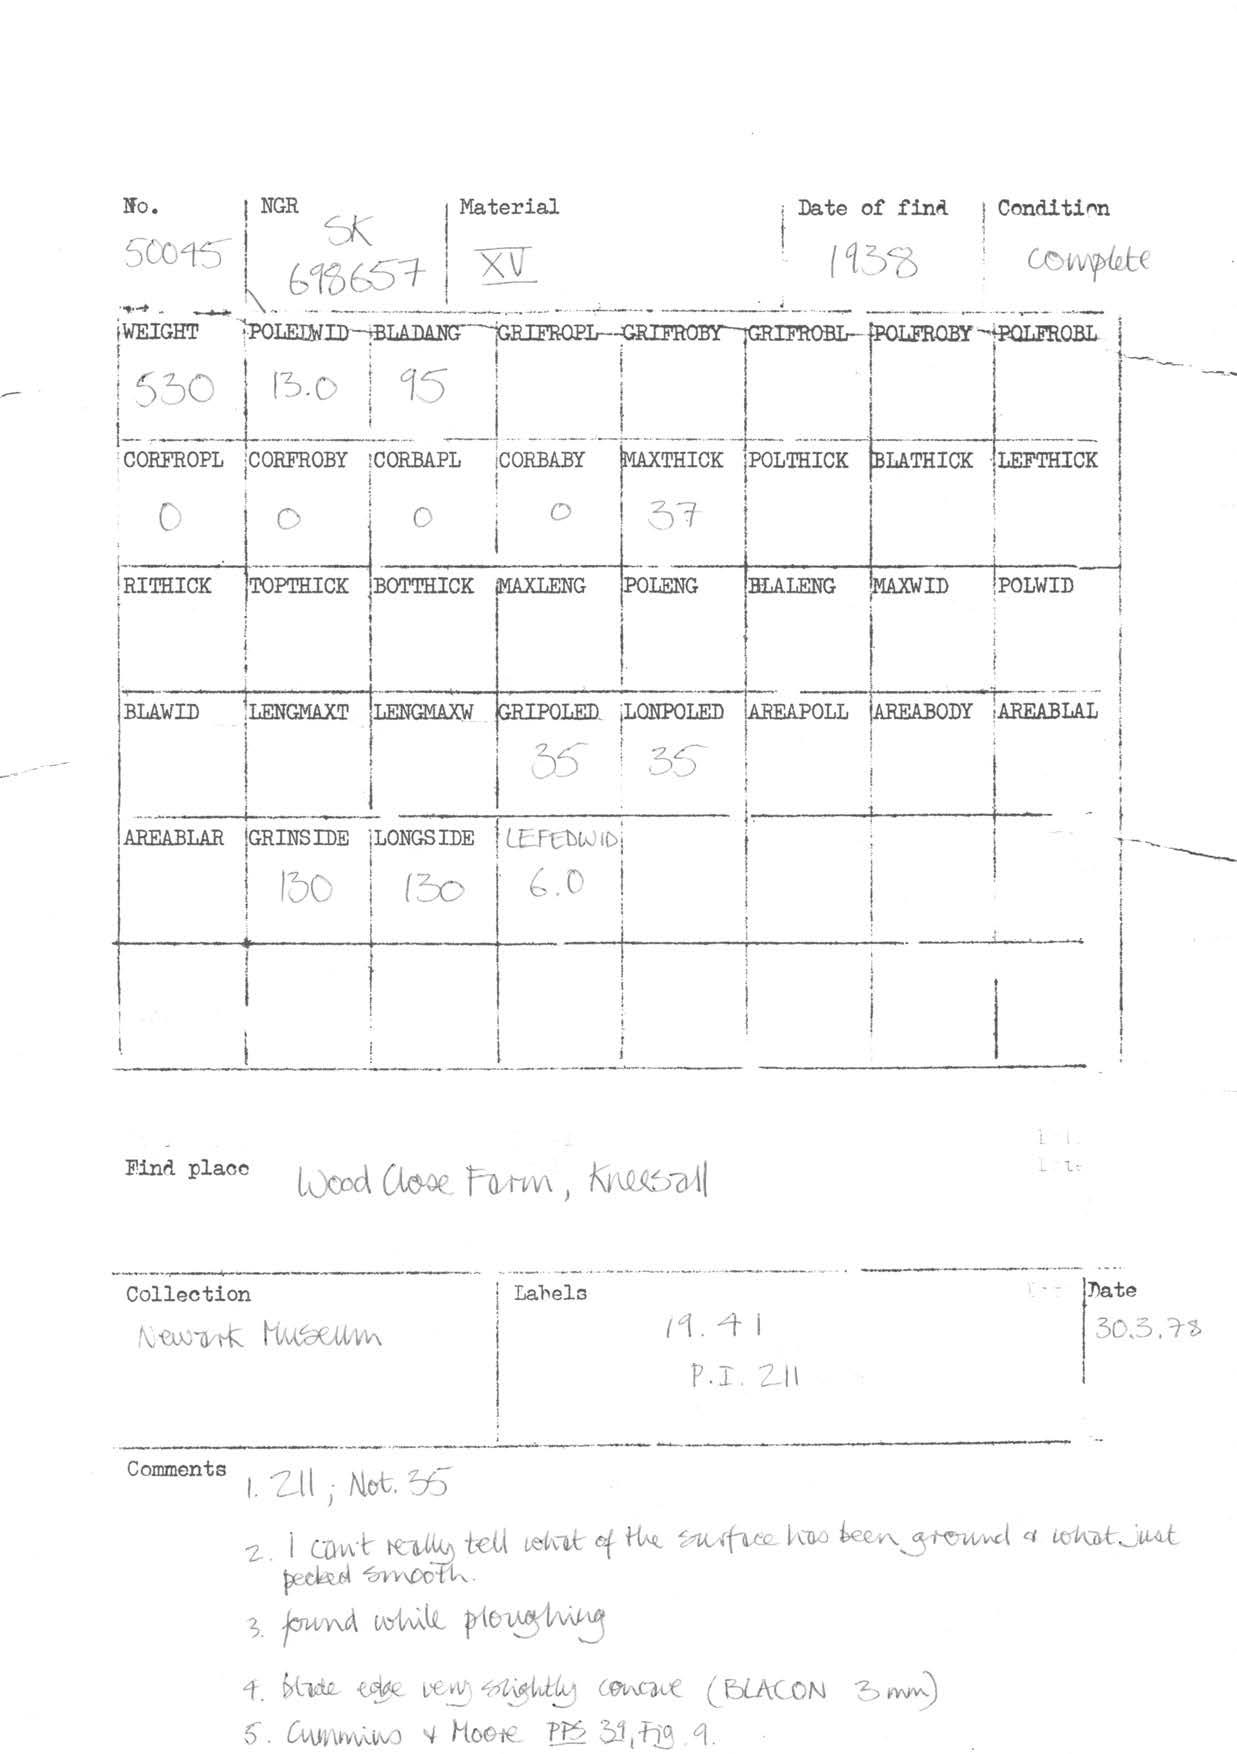 No. NGR Material Date of find Condition
50045 SK 698657 XV 1938 complete
WEIGHT POLEDWID BLADANG GRIFROPL GRIFROBY GRIFROBL POLFROBY POLFROBL
530 13.0 95
CORFROPL CORFROBY CORBAPL CORBABY MAXTHICK POLTHICK BLATHICK LEFTHICK
0 0 0 0 37
RITHICK TOPTHICK BOTTHICK MAXLENG POLENG BLALENG MAXWID POLWID
BLAWID LENGMAXT LENGMAXW GRIPOLED LONPOLED AREAPOLL AREABODY AREABLAL
35 35
AREABLAR GRINSIDE LONGSIDE LEFEDWID
130 130 6.0
Find place Wood Close Farm, Kneesall
Collection Labels Date
Newark Museum 19.41 30.3.78
P.I. 211
Comments 1. 211; Not. 35
2. I can't really tell what of the surface has been ground & what just
pecked smooth.
3. found while ploughing
4. blade edge very slightly concave (BLACON 3mm)
5. Cummins & Moore PPS 39, Fig. 9.